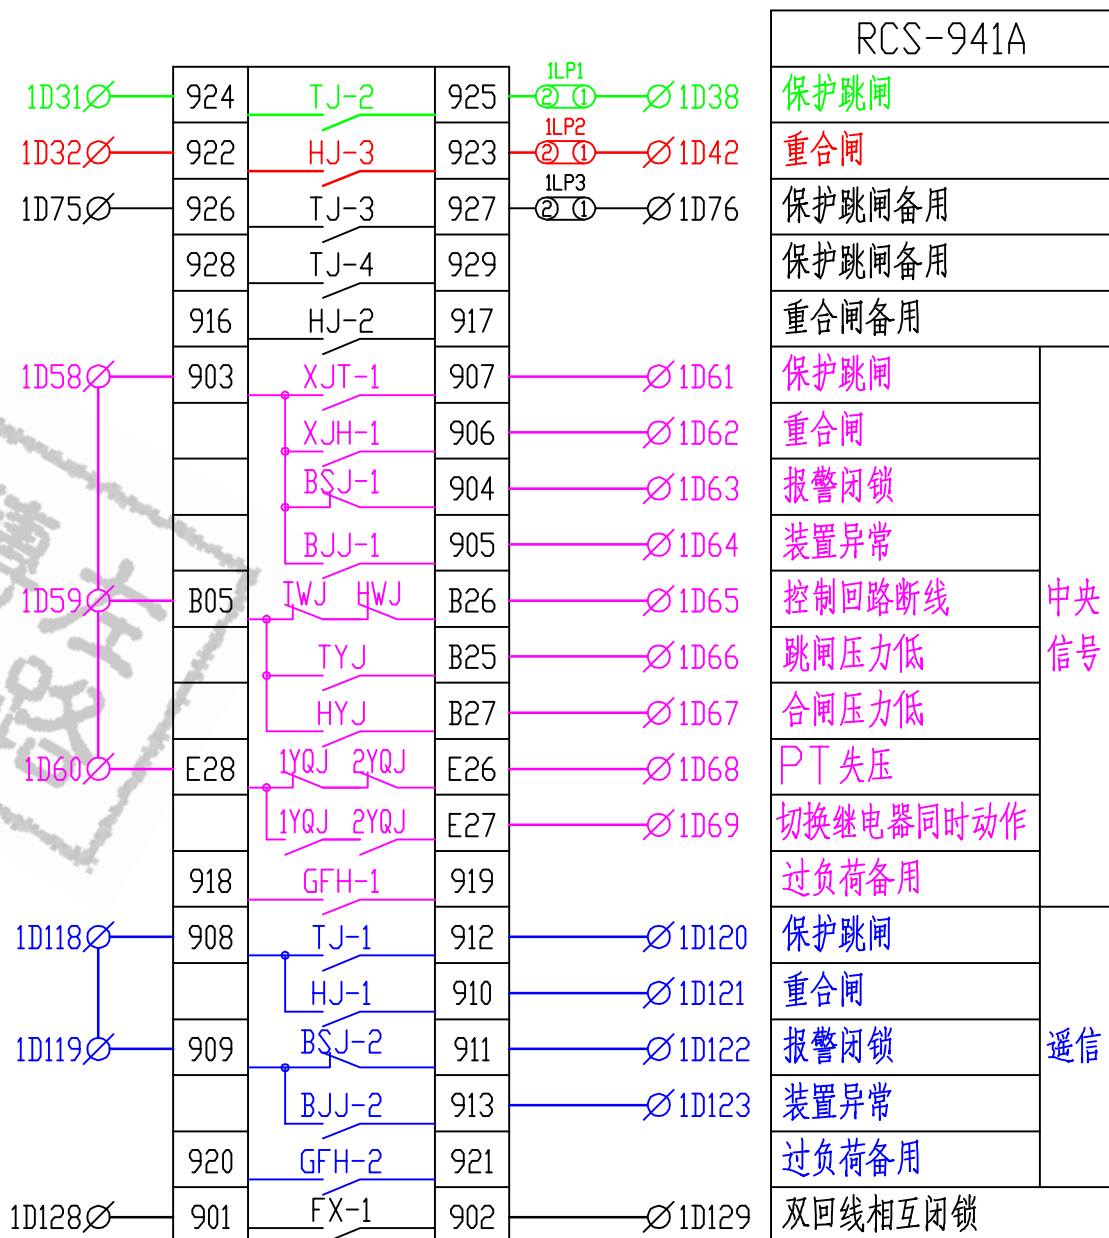 RCS-941A
1D31 924 TJ-2 925 1LP1 2 1 1D38 保护跳闸
1D32 922 HJ-3 923 1LP2 2 1 1D42 重合闸
1D75 926 TJ-3 927 1LP3 2 1 1D76 保护跳闸备用
928 TJ-4 929 保护跳闸备用
916 HJ-2 917 重合闸备用
1D58 903 XJT-1 907 1D61 保护跳闸
XJH-1 906 1D62 重合闸
BSJ-1 904 1D63 报警闭锁
BJJ-1 905 1D64 装置异常
1D59 B05 TWJ HWJ B26 1D65 控制回路断线 中央
TYJ B25 1D66 跳闸压力低 信号
HYJ B27 1D67 合闸压力低
1D60 E28 1YQJ 2YQJ E26 1D68 PT失压
1YQJ 2YQJ E27 1D69 切换继电器同时动作
918 GFH-1 919 过负荷备用
1D118 908 TJ-1 912 1D120 保护跳闸
HJ-1 910 1D121 重合闸
1D119 909 BSJ-2 911 1D122 报警闭锁 遥信
BJJ-2 913 1D123 装置异常
920 GFH-2 921 过负荷备用
1D128 901 FX-1 902 1D129 双回线相互闭锁